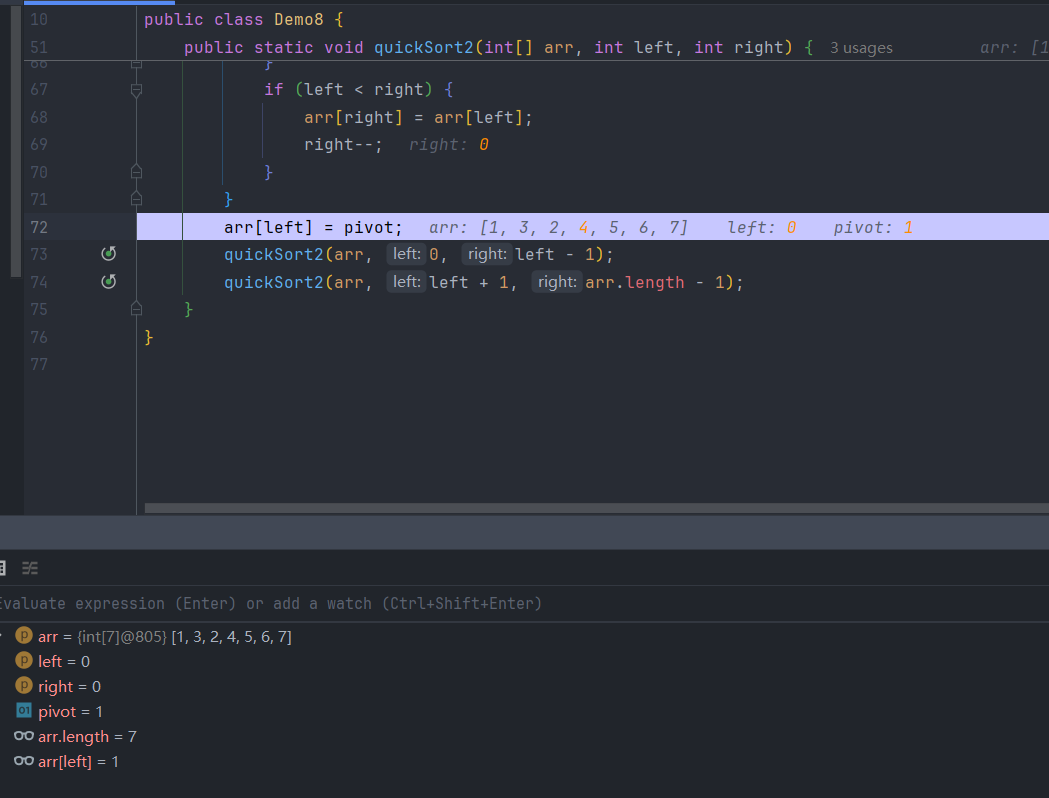 10 public class Demo8 {
51 public static void quickSort2(int[] arr, int left, int right) { 3 usages arr: [1
66 }
67 if (left < right) {
68 arr[right] = arr[left];
69 right--; right: 0
70 }
71 }
72 arr[left] = pivot; arr: [1, 3, 2, 4, 5, 6, 7] left: 0 pivot: 1
73 quickSort2(arr, left: 0, right: left - 1);
74 quickSort2(arr, left: left + 1, right: arr.length - 1);
75 }
76 }
77
Evaluate expression (Enter) or add a watch (Ctrl+Shift+Enter)
p arr = {int[7]@805} [1, 3, 2, 4, 5, 6, 7]
p left = 0
p right = 0
01 pivot = 1
arr.length = 7
arr[left] = 1